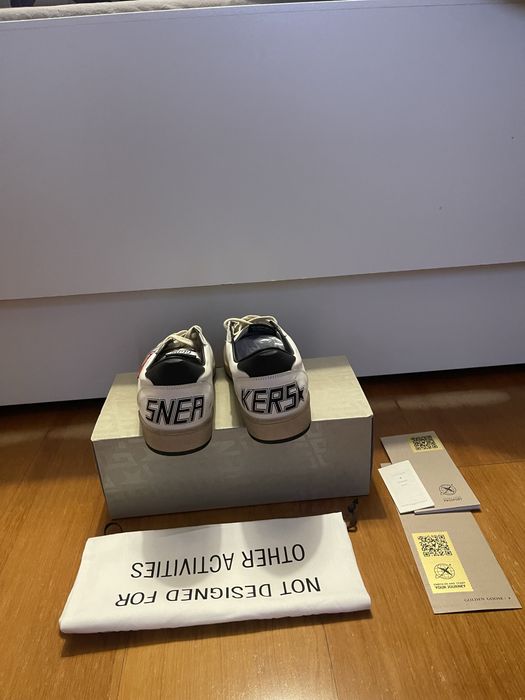 SNEA
KERS
NOT DESIGNED FOR
OTHER ACTIVITIES
YOUR JOURNEY
GOLDEN GOOSE